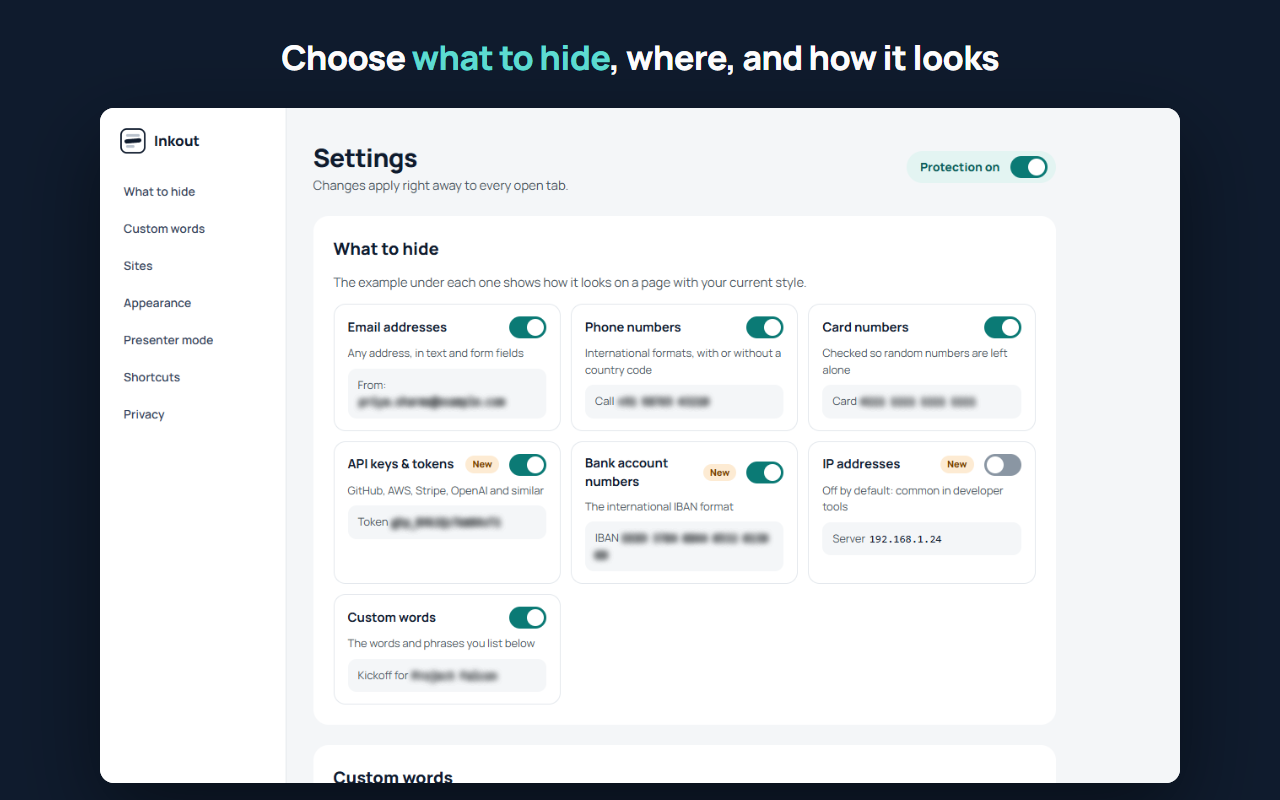 Choose what to hide, where, and how it looks
Inkout
What to hide
Custom words
Sites
Appearance
Presenter mode
Shortcuts
Privacy
Settings
Changes apply right away to every open tab.
Protection on
What to hide
The example under each one shows how it looks on a page with your current style.
Email addresses
Any address, in text and form fields
From:
Phone numbers
International formats, with or without a
country code
Call
Card numbers
Checked so random numbers are left
alone
Card
API keys & tokens
New
GitHub, AWS, Stripe, OpenAI and similar
Token
Bank account
numbers
New
The international IBAN format
IBAN
IP addresses
New
Off by default: common in developer
tools
Server 192.168.1.24
Custom words
The words and phrases you list below
Kickoff for
Custom words